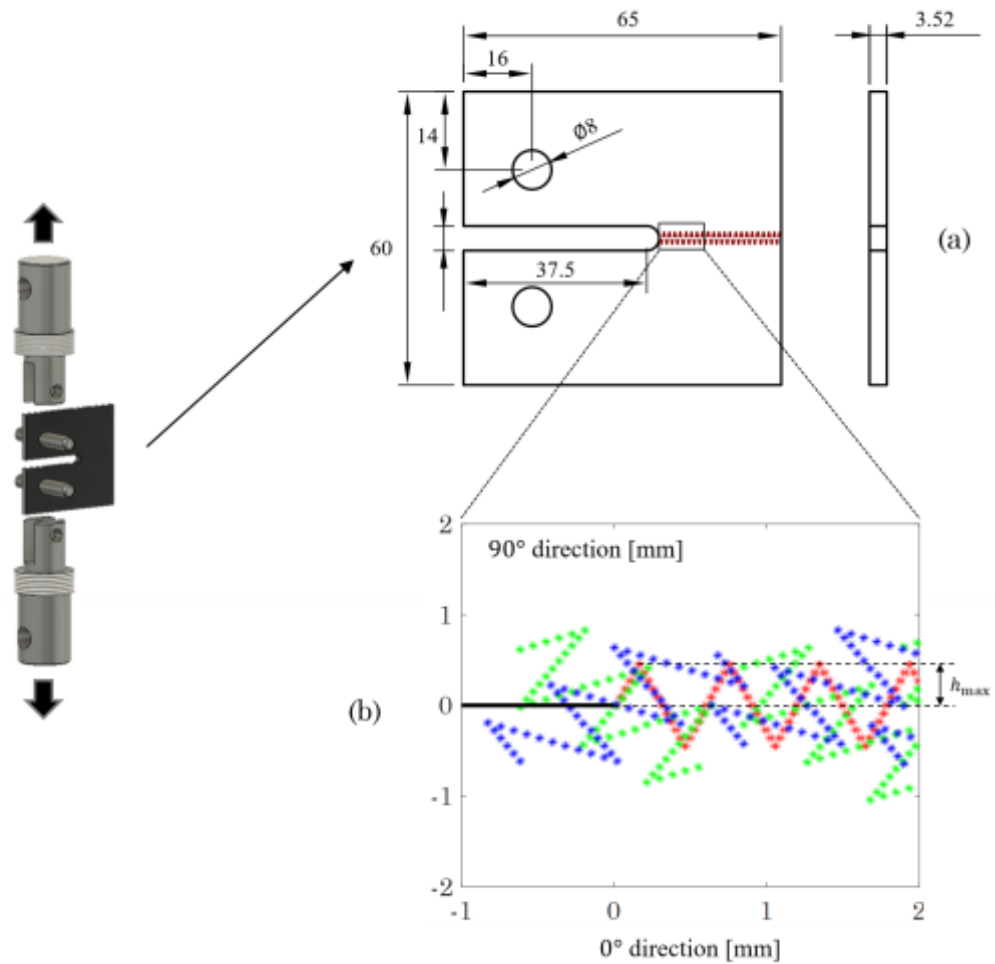 65
3.52
16
14
Ø8
60
(a)
37.5
2
90° direction [mm]
1
h_max
(b)
0
-1
-2
-1
0
1
2
0° direction [mm]